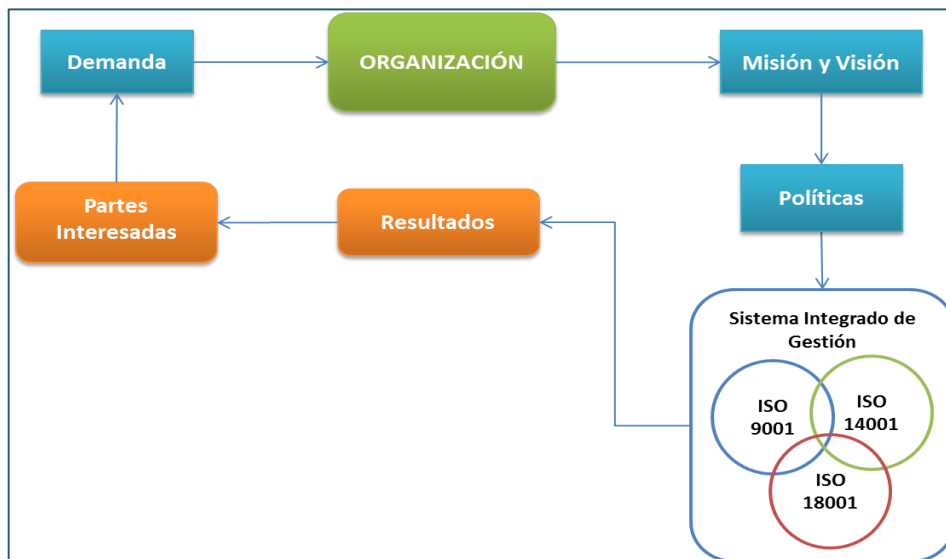 Demanda
ORGANIZACIÓN
Misión y Visión
Políticas
Partes
Interesadas
Resultados
Sistema Integrado de
Gestión
ISO
9001
ISO
14001
ISO
18001